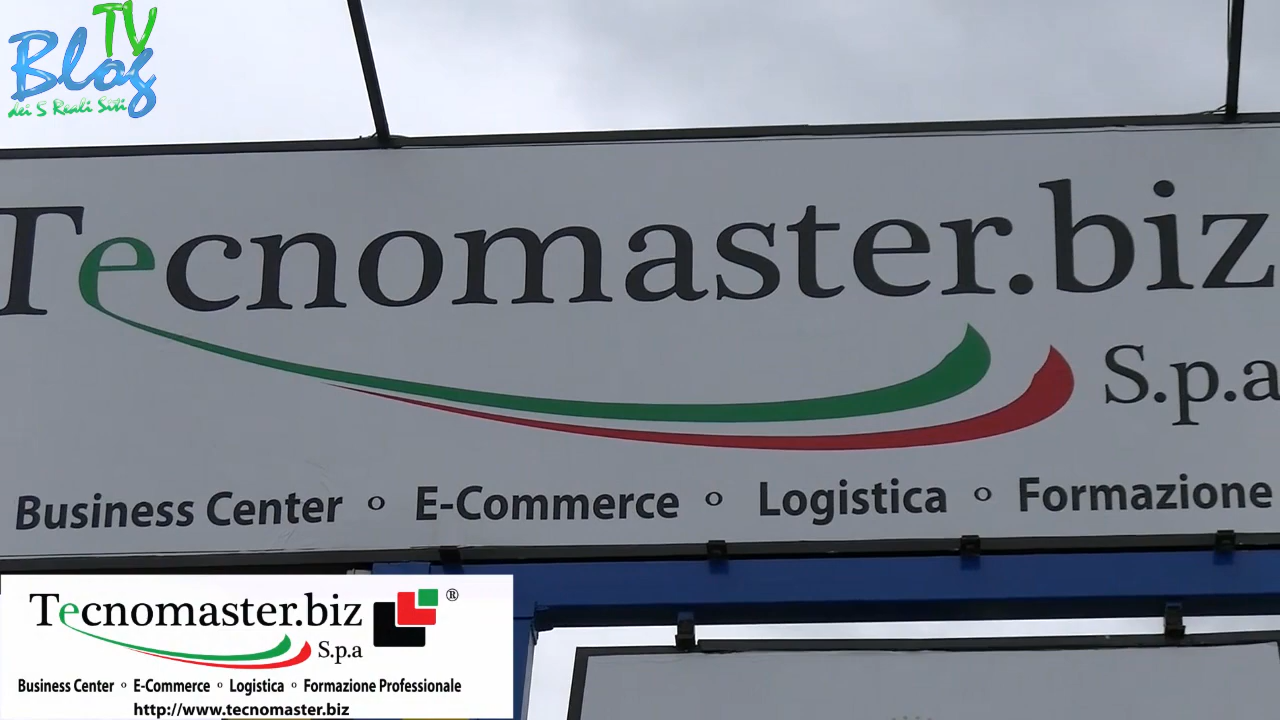 TV
Blog
dei 5 Reali Siti
Tecnomaster.biz
S.p.a
Business Center ° E-Commerce ° Logistica ° Formazione
Tecnomaster.biz ®
S.p.a
Business Center ° E-Commerce ° Logistica ° Formazione Professionale
http://www.tecnomaster.biz